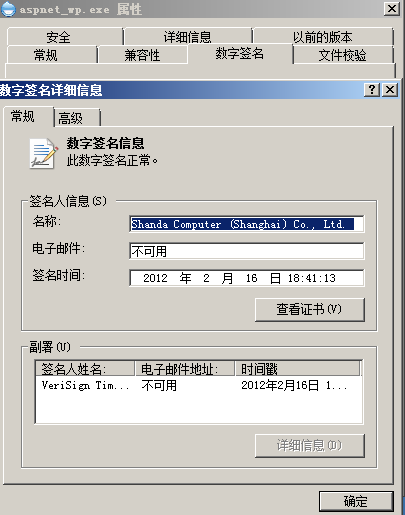 aspnet_wp.exe 属性
安全
详细信息
以前的版本
常规
兼容性
数字签名
文件校验
数字签名详细信息
常规
高级
数字签名信息
此数字签名正常。
签名人信息(S)
名称:
Shanda Computer (Shanghai) Co., Ltd.
电子邮件:
不可用
签名时间:
2012 年 2 月 16 日 18:41:13
查看证书(V)
副署(U)
签名人姓名:
电子邮件地址:
时间戳
VeriSign Tim...
不可用
2012年2月16日 1...
详细信息(D)
确定